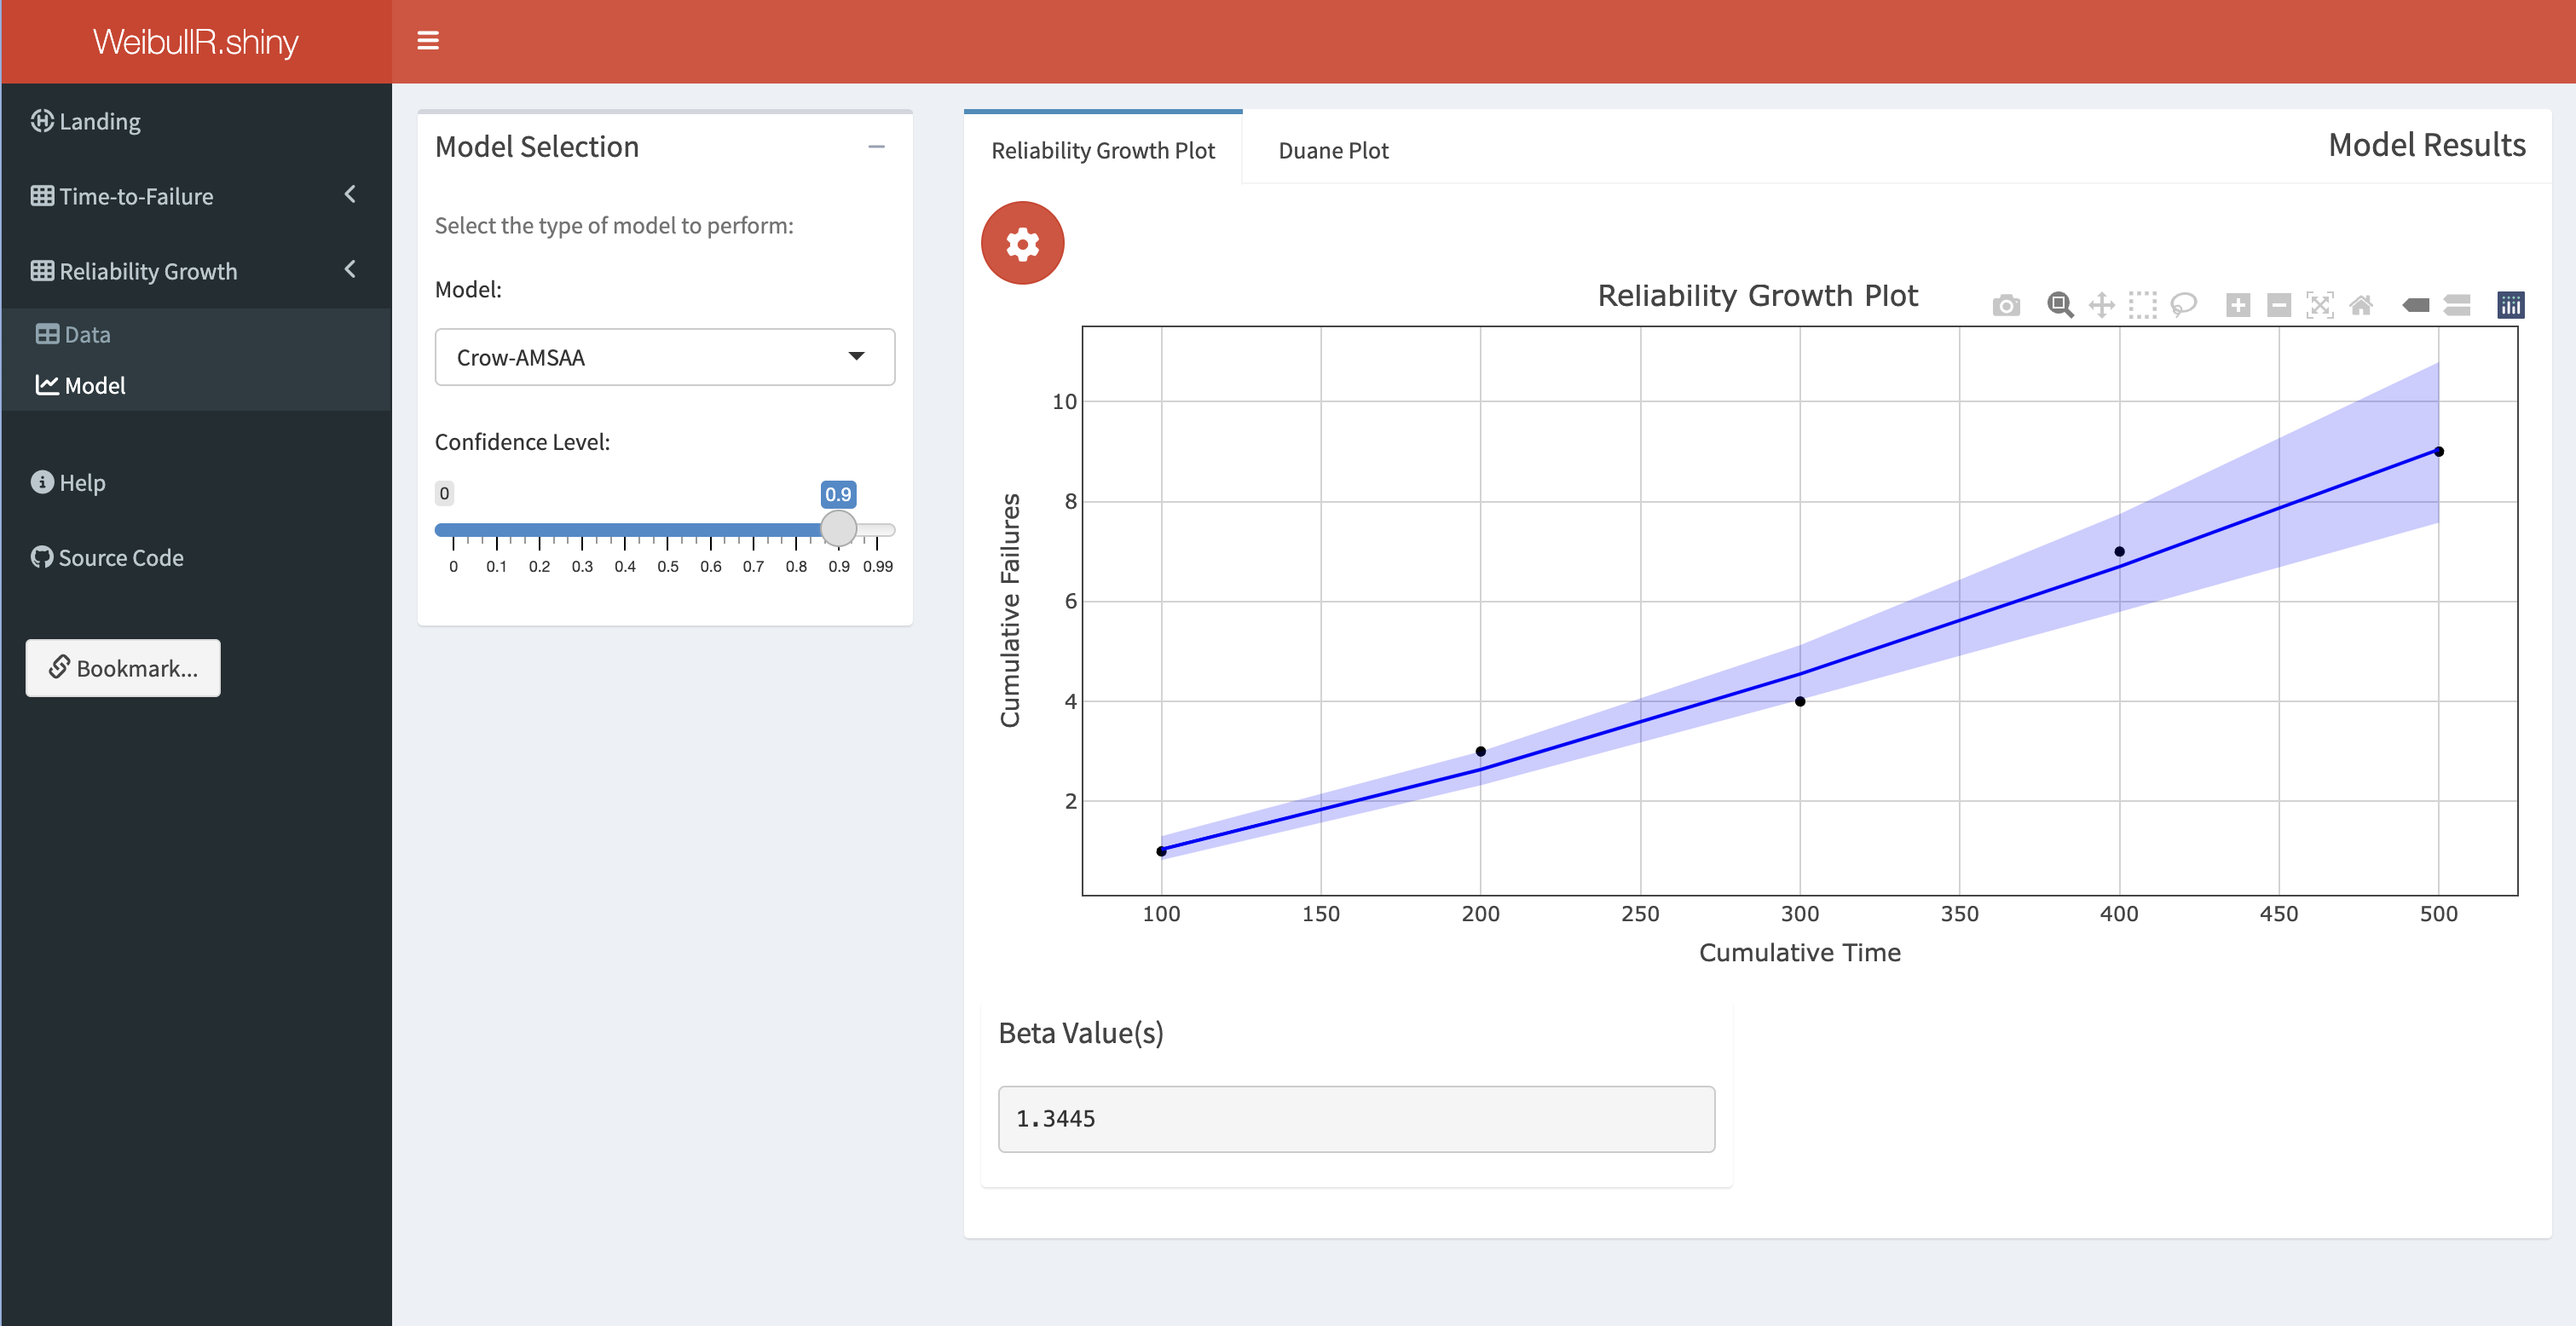 WeibullR.shiny
Landing
Time-to-Failure
Reliability Growth
Data
Model
Help
Source Code
Bookmark...
Model Selection
Select the type of model to perform:
Model:
Crow-AMSAA
Confidence Level:
0
0.9
0 0.1 0.2 0.3 0.4 0.5 0.6 0.7 0.8 0.9 0.99
Reliability Growth Plot
Duane Plot
Model Results
Reliability Growth Plot
Cumulative Failures
10
8
6
4
2
100 150 200 250 300 350 400 450 500
Cumulative Time
Beta Value(s)
1.3445